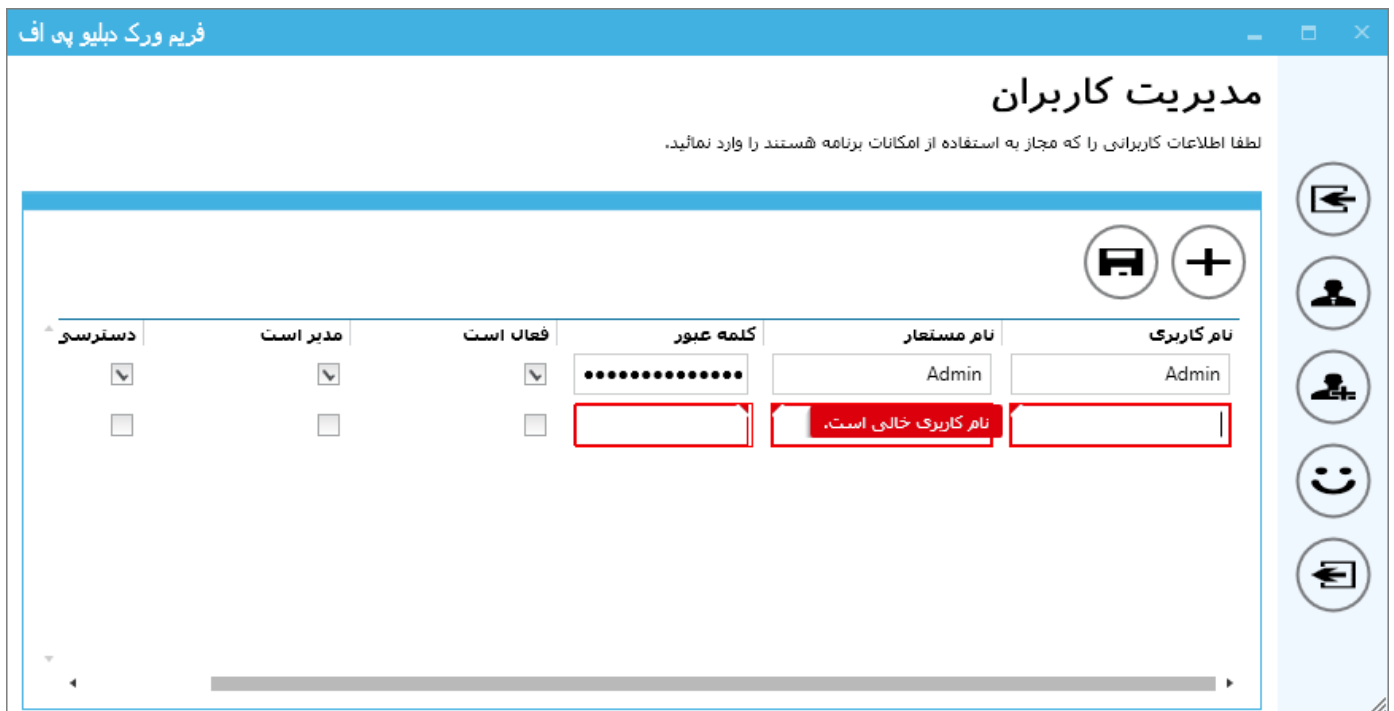 فریم ورک دبلیو پی اف
مدیریت کاربران
لطفا اطلاعات کاربرانی را که مجاز به استفاده از امکانات برنامه هستند را وارد نمائید.
نام کاربری نام مستعار کلمه عبور فعال است مدیر است دسترسی
Admin Admin ••••••••••••••
نام کاربری خالی است.